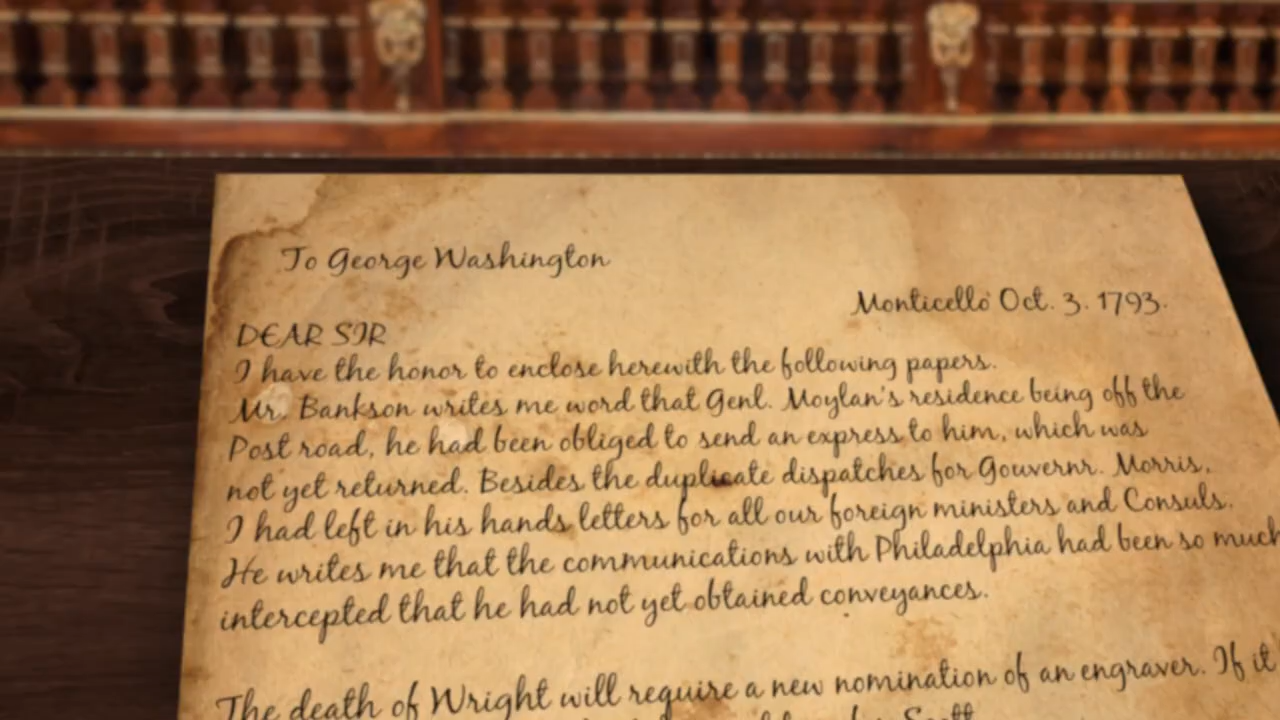 To George Washington
Monticello Oct. 3. 1793.
DEAR SIR
I have the honor to enclose herewith the following papers.
Mr. Bankson writes me word that Genl. Moylan's residence being off the
Post road, he had been obliged to send an express to him, which was
not yet returned. Besides the duplicate dispatches for Gouvernr. Morris,
I had left in his hands letters for all our foreign ministers and Consuls.
He writes me that the communications with Philadelphia had been so much
intercepted that he had not yet obtained conveyances.
The death of Wright will require a new nomination of an engraver. If it
Scott